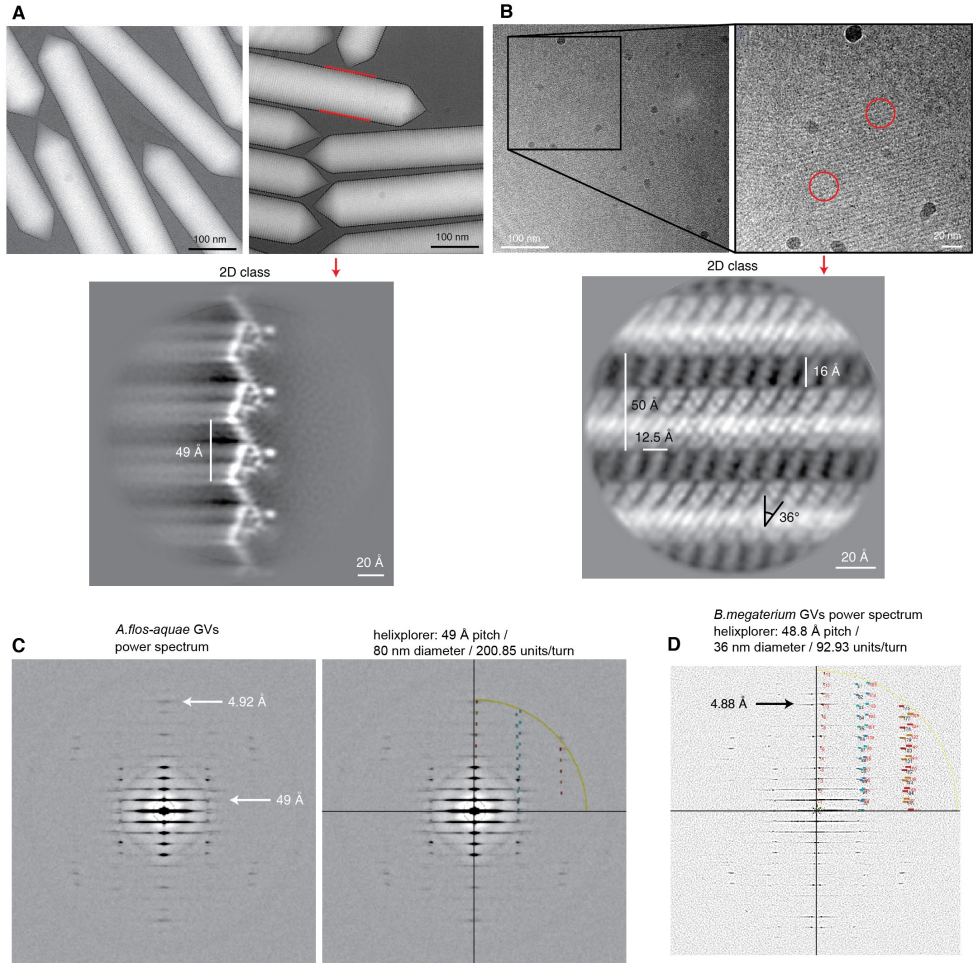 A
B
100 nm
100 nm
100 nm
20 nm
2D class
2D class
49 Å
20 Å
16 Å
50 Å
12.5 Å
36°
20 Å
C
A.flos-aquae GVs
power spectrum
4.92 Å
49 Å
helixplorer: 49 Å pitch /
80 nm diameter / 200.85 units/turn
D
B.megaterium GVs power spectrum
helixplorer: 48.8 Å pitch /
36 nm diameter / 92.93 units/turn
4.88 Å